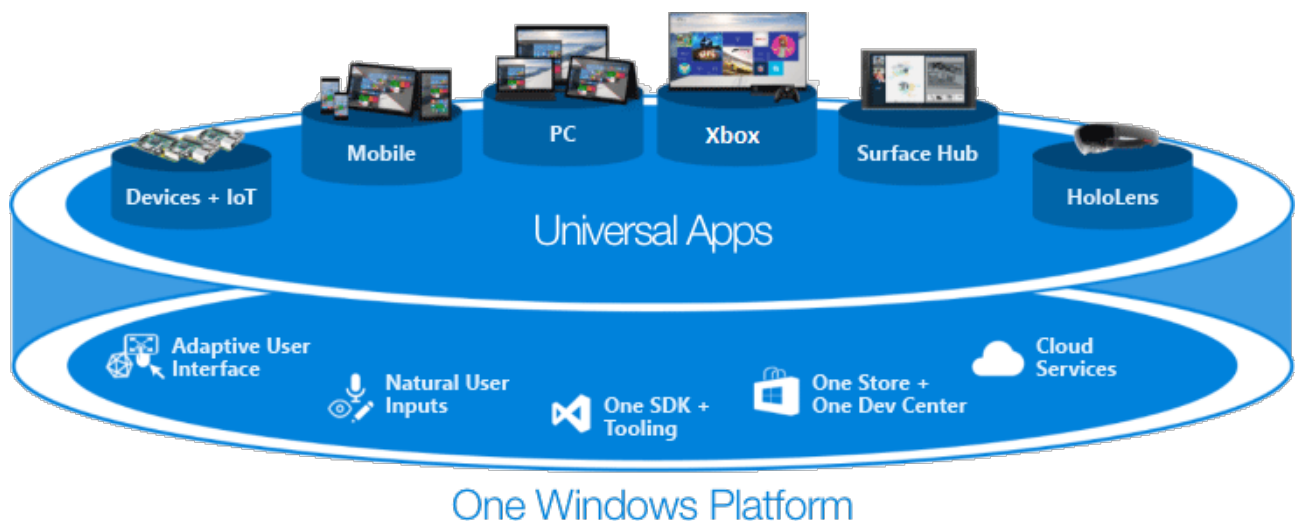 Devices + IoT
Mobile
PC
Xbox
Surface Hub
HoloLens
Universal Apps
Adaptive User
Interface
Natural User
Inputs
One SDK +
Tooling
One Store +
One Dev Center
Cloud
Services
One Windows Platform